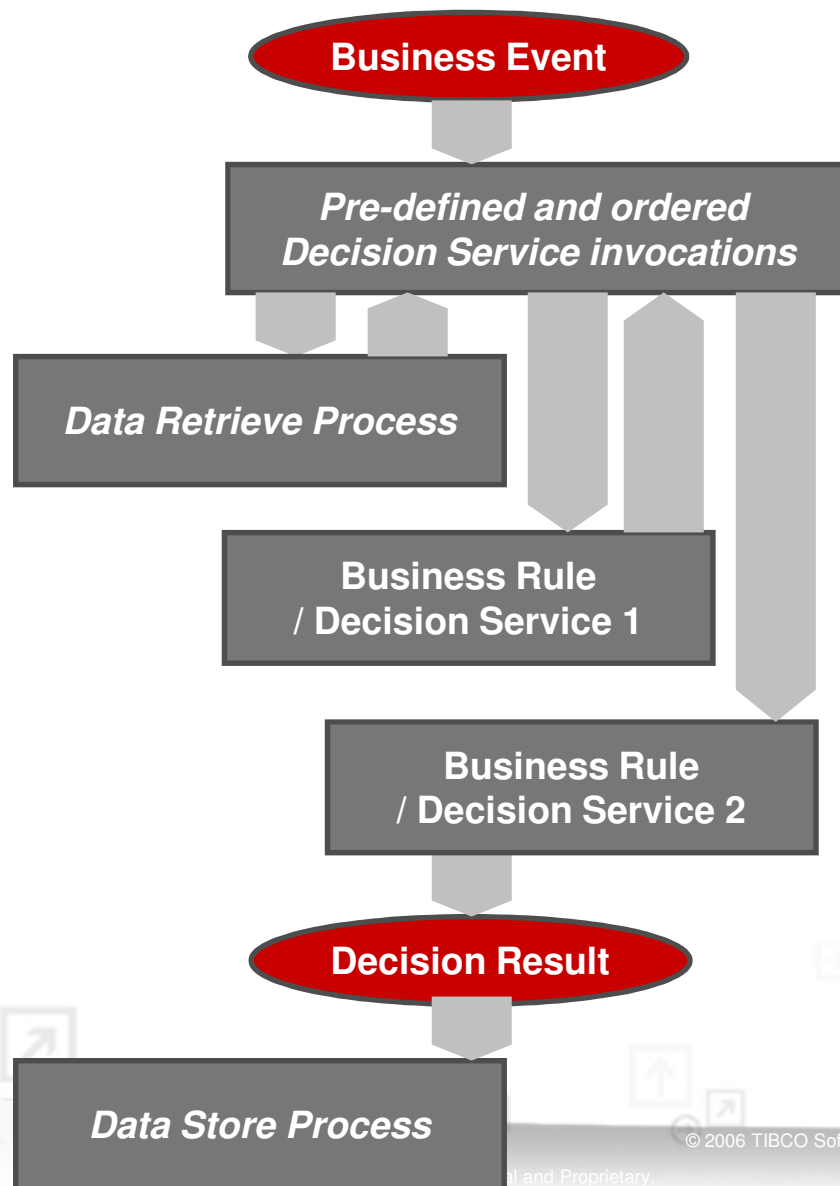 Business Event
Pre-defined and ordered
Decision Service invocations
Data Retrieve Process
Business Rule
/ Decision Service 1
Business Rule
/ Decision Service 2
Decision Result
Data Store Process
© 2006 TIBCO Sof
and Proprietary.